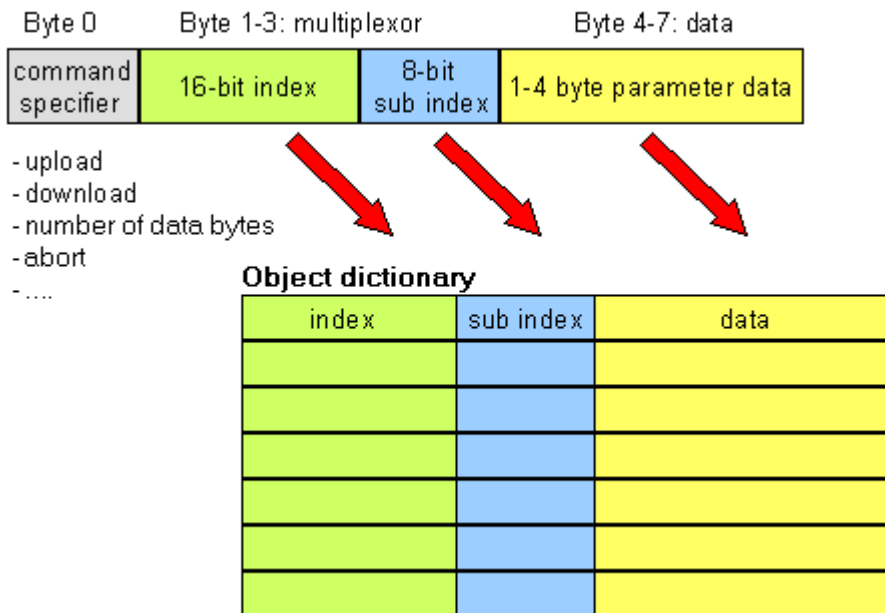 Byte 0 Byte 1-3: multiplexor Byte 4-7: data
command specifier 16-bit index 8-bit sub index 1-4 byte parameter data
- upload
- download
- number of data bytes
- abort
- ....
Object dictionary
index sub index data